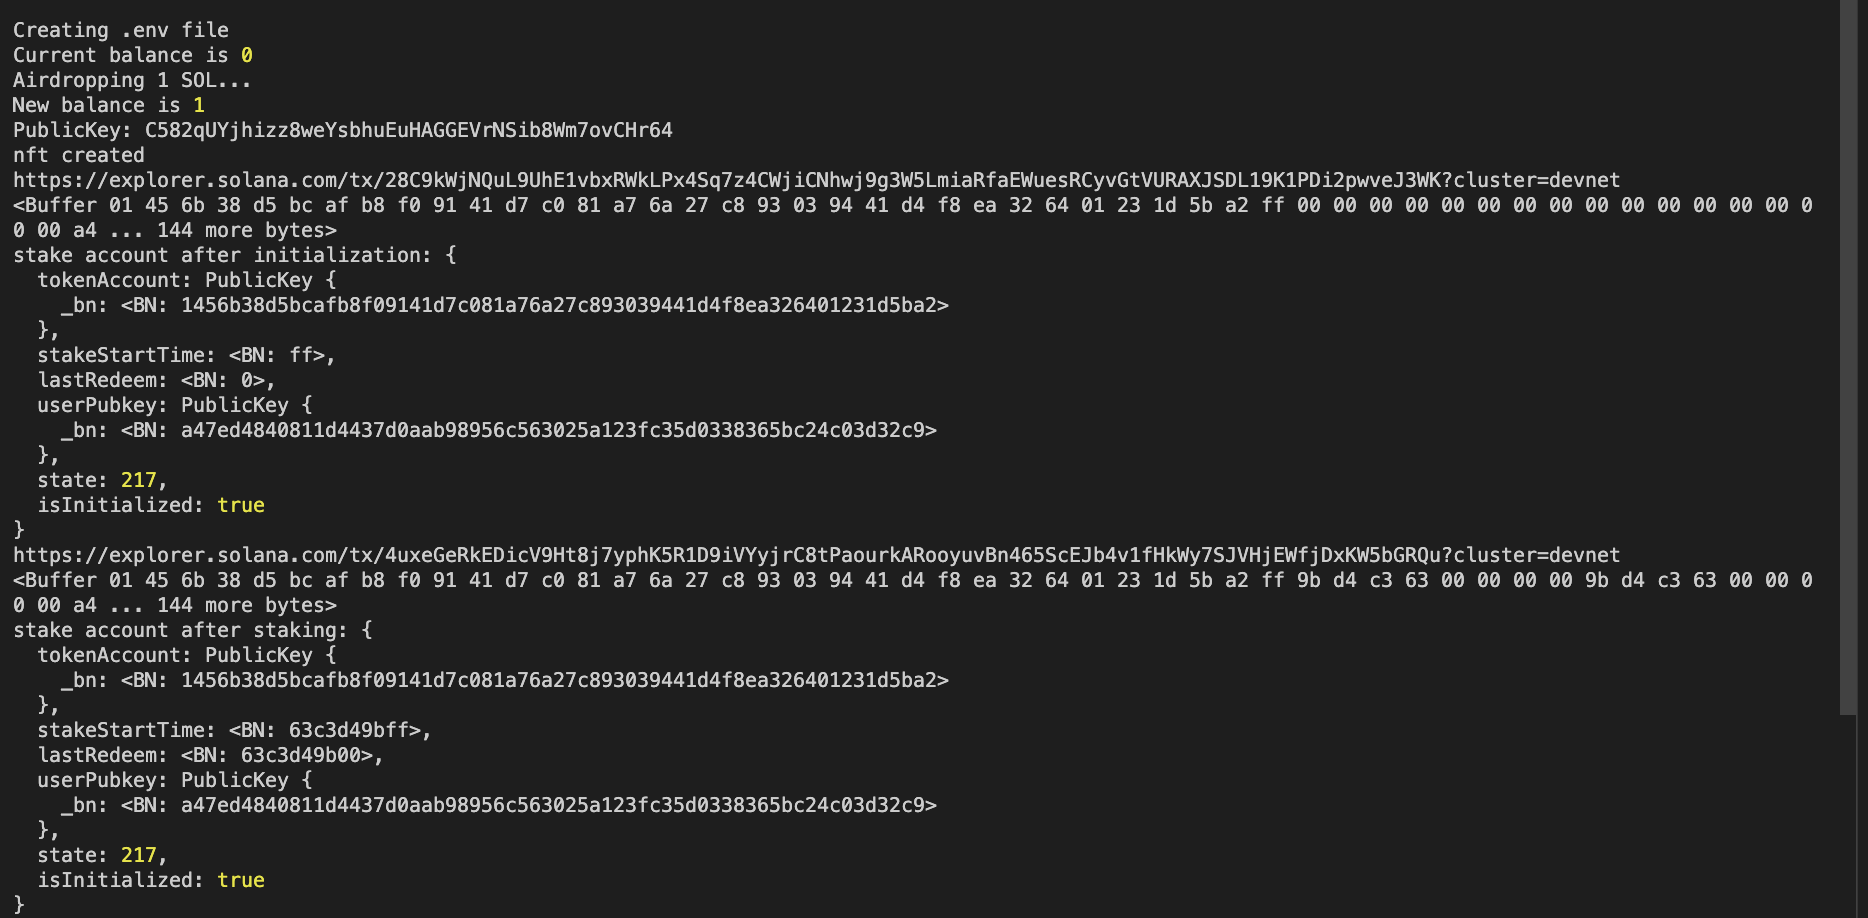 Creating .env file
Current balance is 0
Airdropping 1 SOL...
New balance is 1
PublicKey: C582qUYjhizz8weYsbhuEuHAGGEVrNSib8Wm7ovCHr64
nft created
https://explorer.solana.com/tx/28C9kWjNQuL9UhE1vbxRWkLPx4Sq7z4CWjiCNhwj9g3W5LmiaRfaEWuesRCyvGtVURAXJSDL19K1PDi2pwveJ3WK?cluster=devnet
<Buffer 01 45 6b 38 d5 bc af b8 f0 91 41 d7 c0 81 a7 6a 27 c8 93 03 94 41 d4 f8 ea 32 64 01 23 1d 5b a2 ff 00 00 00 00 00 00 00 00 00 00 00 00 00 00 0
0 00 a4 ... 144 more bytes>
stake account after initialization: {
  tokenAccount: PublicKey {
    _bn: <BN: 1456b38d5bcafb8f09141d7c081a76a27c893039441d4f8ea326401231d5ba2>
  },
  stakeStartTime: <BN: ff>,
  lastRedeem: <BN: 0>,
  userPubkey: PublicKey {
    _bn: <BN: a47ed4840811d4437d0aab98956c563025a123fc35d0338365bc24c03d32c9>
  },
  state: 217,
  isInitialized: true
}
https://explorer.solana.com/tx/4uxeGeRkEDicV9Ht8j7yphK5R1D9iVYyjrC8tPaourkARooyuvBn465ScEJb4v1fHkWy7SJVHjEWfjDxKW5bGRQu?cluster=devnet
<Buffer 01 45 6b 38 d5 bc af b8 f0 91 41 d7 c0 81 a7 6a 27 c8 93 03 94 41 d4 f8 ea 32 64 01 23 1d 5b a2 ff 9b d4 c3 63 00 00 00 00 9b d4 c3 63 00 00 0
0 00 a4 ... 144 more bytes>
stake account after staking: {
  tokenAccount: PublicKey {
    _bn: <BN: 1456b38d5bcafb8f09141d7c081a76a27c893039441d4f8ea326401231d5ba2>
  },
  stakeStartTime: <BN: 63c3d49bff>,
  lastRedeem: <BN: 63c3d49b00>,
  userPubkey: PublicKey {
    _bn: <BN: a47ed4840811d4437d0aab98956c563025a123fc35d0338365bc24c03d32c9>
  },
  state: 217,
  isInitialized: true
}